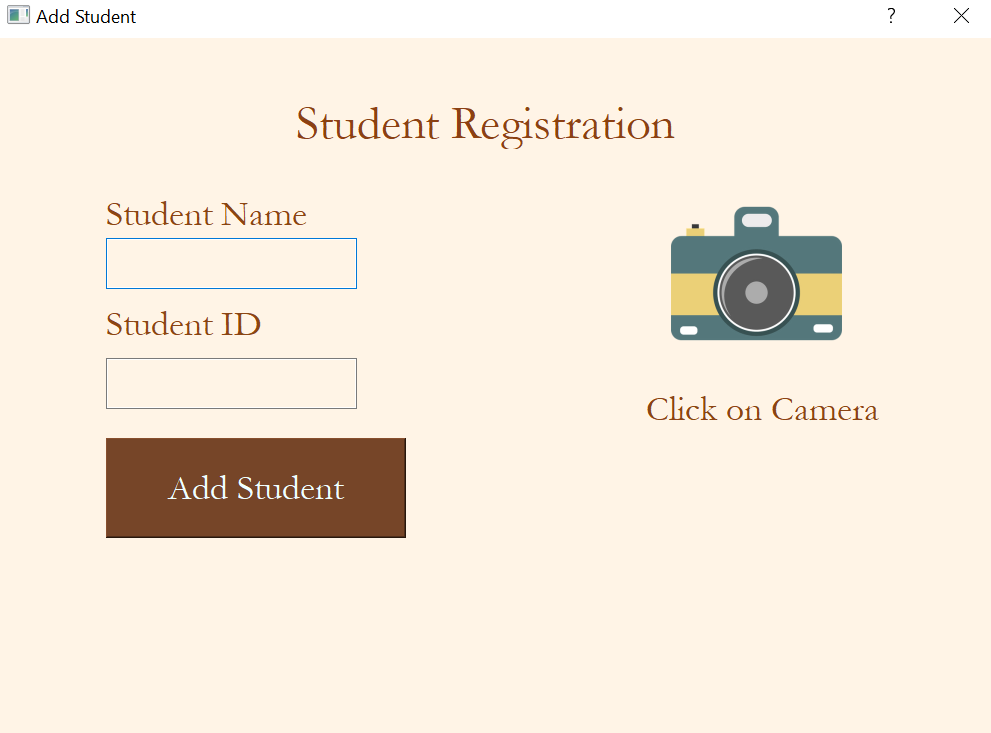 Add Student
?
Student Registration
Student Name
Student ID
Add Student
Click on Camera